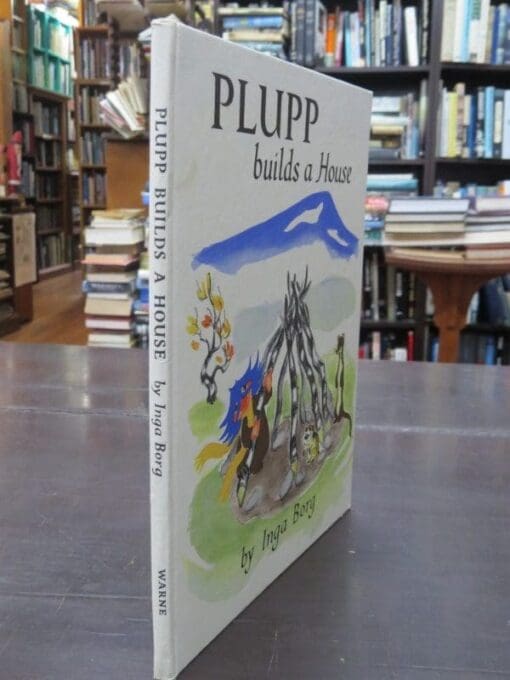 PLUPP
builds a House
by Inga Borg
PLUPP BUILDS A HOUSE by Inga Borg
WARNE